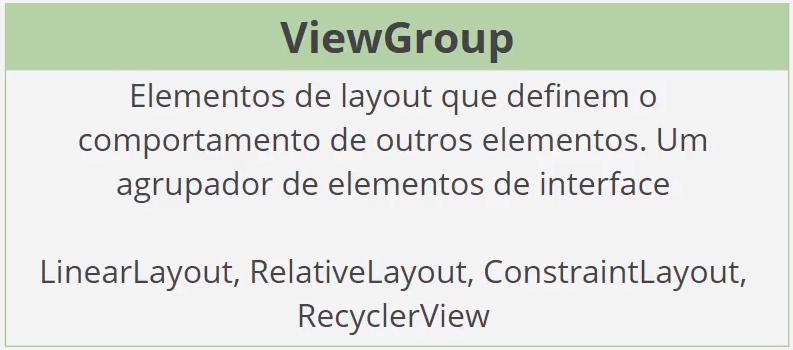 ViewGroup
Elementos de layout que definem o
comportamento de outros elementos. Um
agrupador de elementos de interface
LinearLayout, RelativeLayout, ConstraintLayout,
RecyclerView